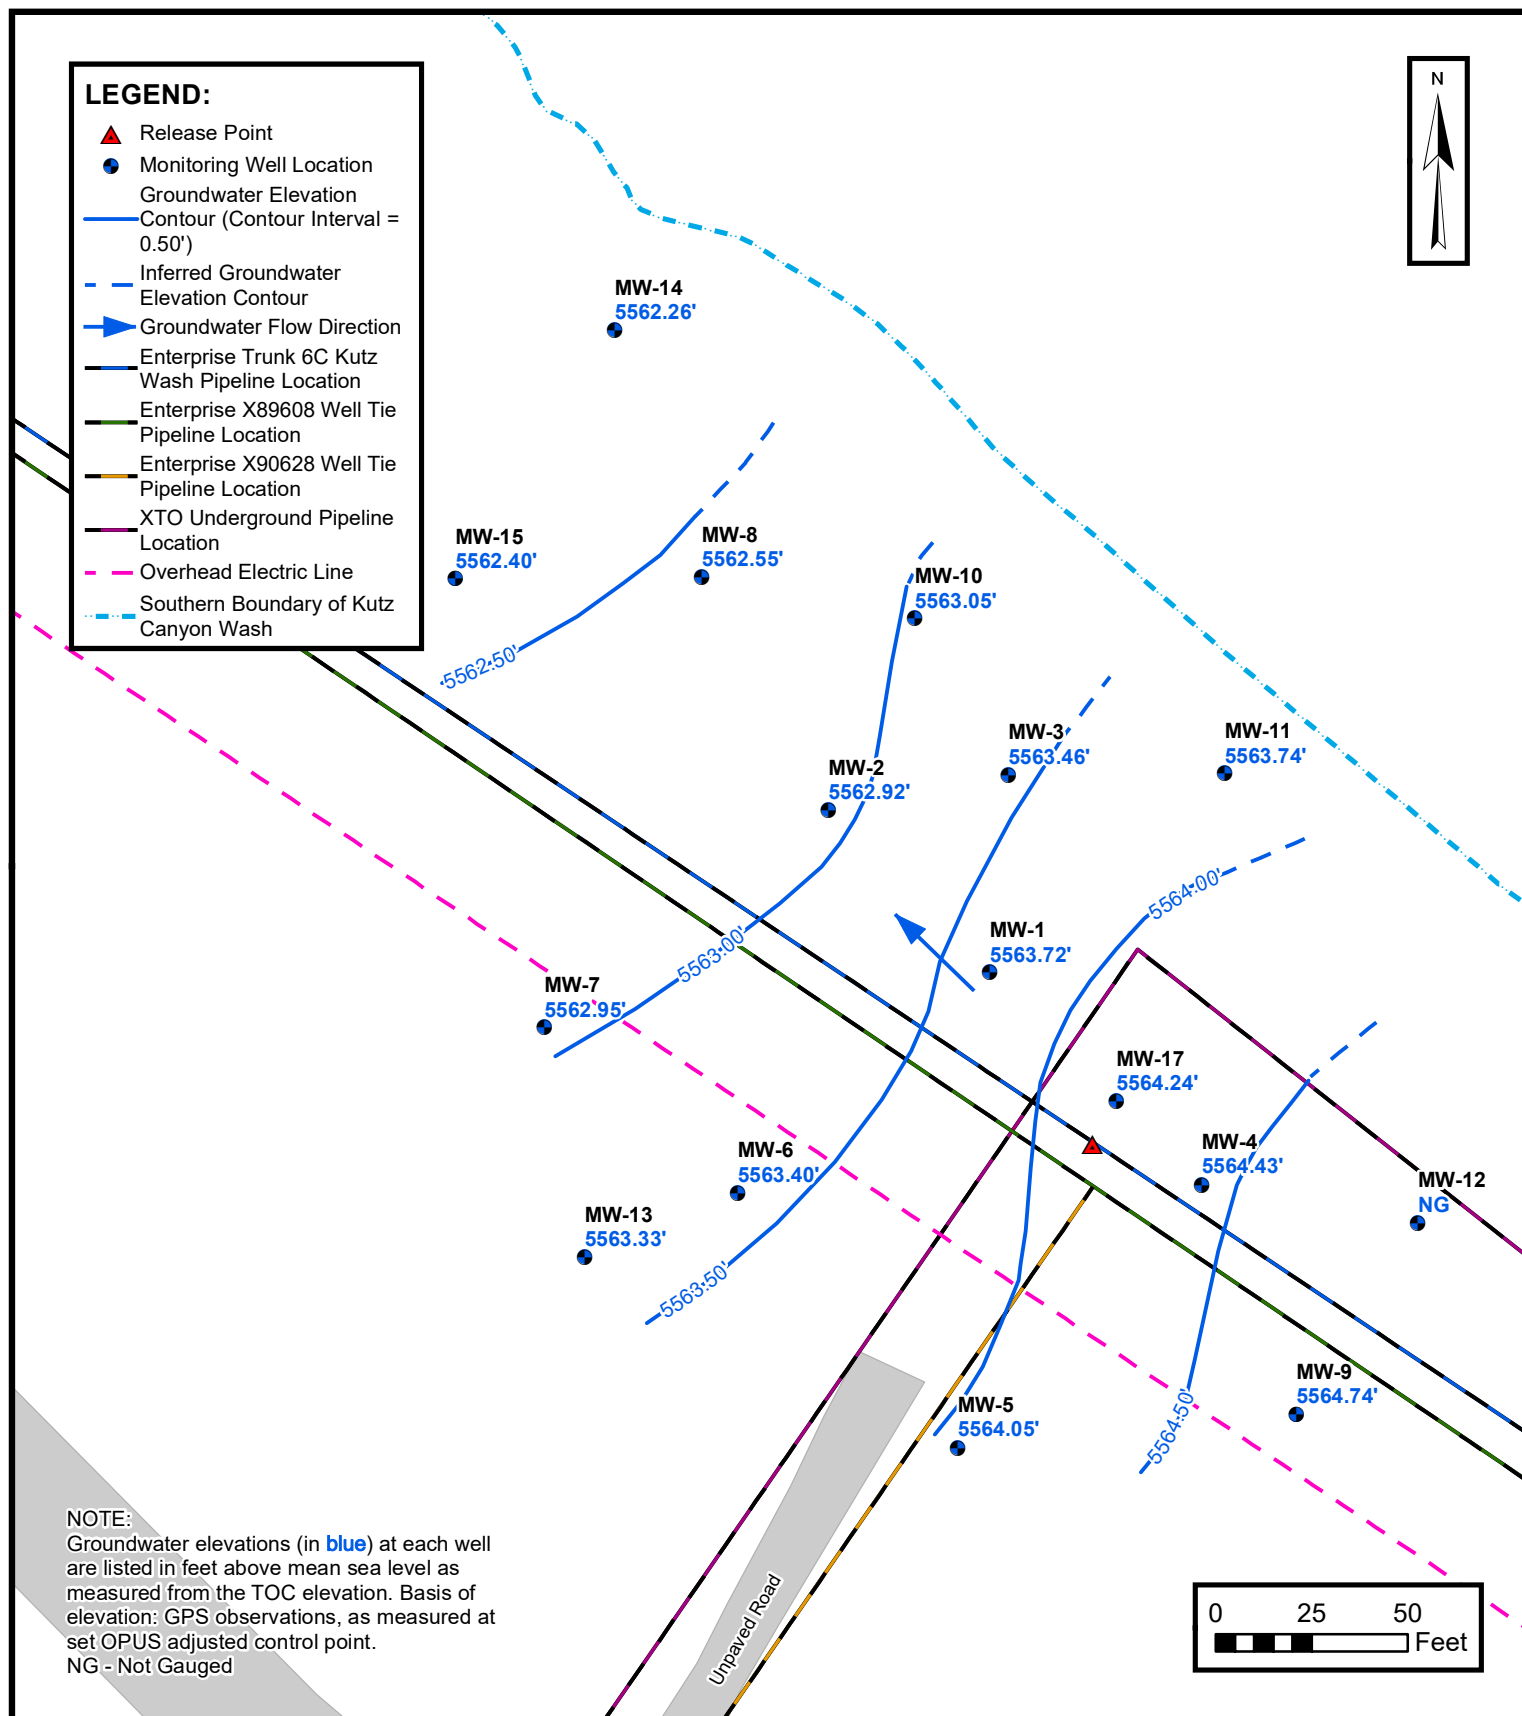 N
LEGEND:
Release Point
Monitoring Well Location
Groundwater Elevation
Contour (Contour Interval =
0.50')
Inferred Groundwater
Elevation Contour
Groundwater Flow Direction
Enterprise Trunk 6C Kutz
Wash Pipeline Location
Enterprise X89608 Well Tie
Pipeline Location
Enterprise X90628 Well Tie
Pipeline Location
XTO Underground Pipeline
Location
Overhead Electric Line
Southern Boundary of Kutz
Canyon Wash
MW-14
5562.26'
MW-15
5562.40'
MW-8
5562.55'
MW-10
5563.05'
5562.50'
MW-3
5563.46'
MW-11
5563.74'
MW-2
5562.92'
5564.00'
MW-1
5563.72'
5563.00'
MW-7
5562.95'
MW-17
5564.24'
MW-6
5563.40'
MW-4
5564.43'
MW-12
NG
MW-13
5563.33'
5563.50'
MW-9
5564.74'
MW-5
5564.05'
5564.50'
NOTE:
Groundwater elevations (in blue) at each well
are listed in feet above mean sea level as
measured from the TOC elevation. Basis of
elevation: GPS observations, as measured at
set OPUS adjusted control point.
NG - Not Gauged
Unpaved Road
0 25 50
Feet